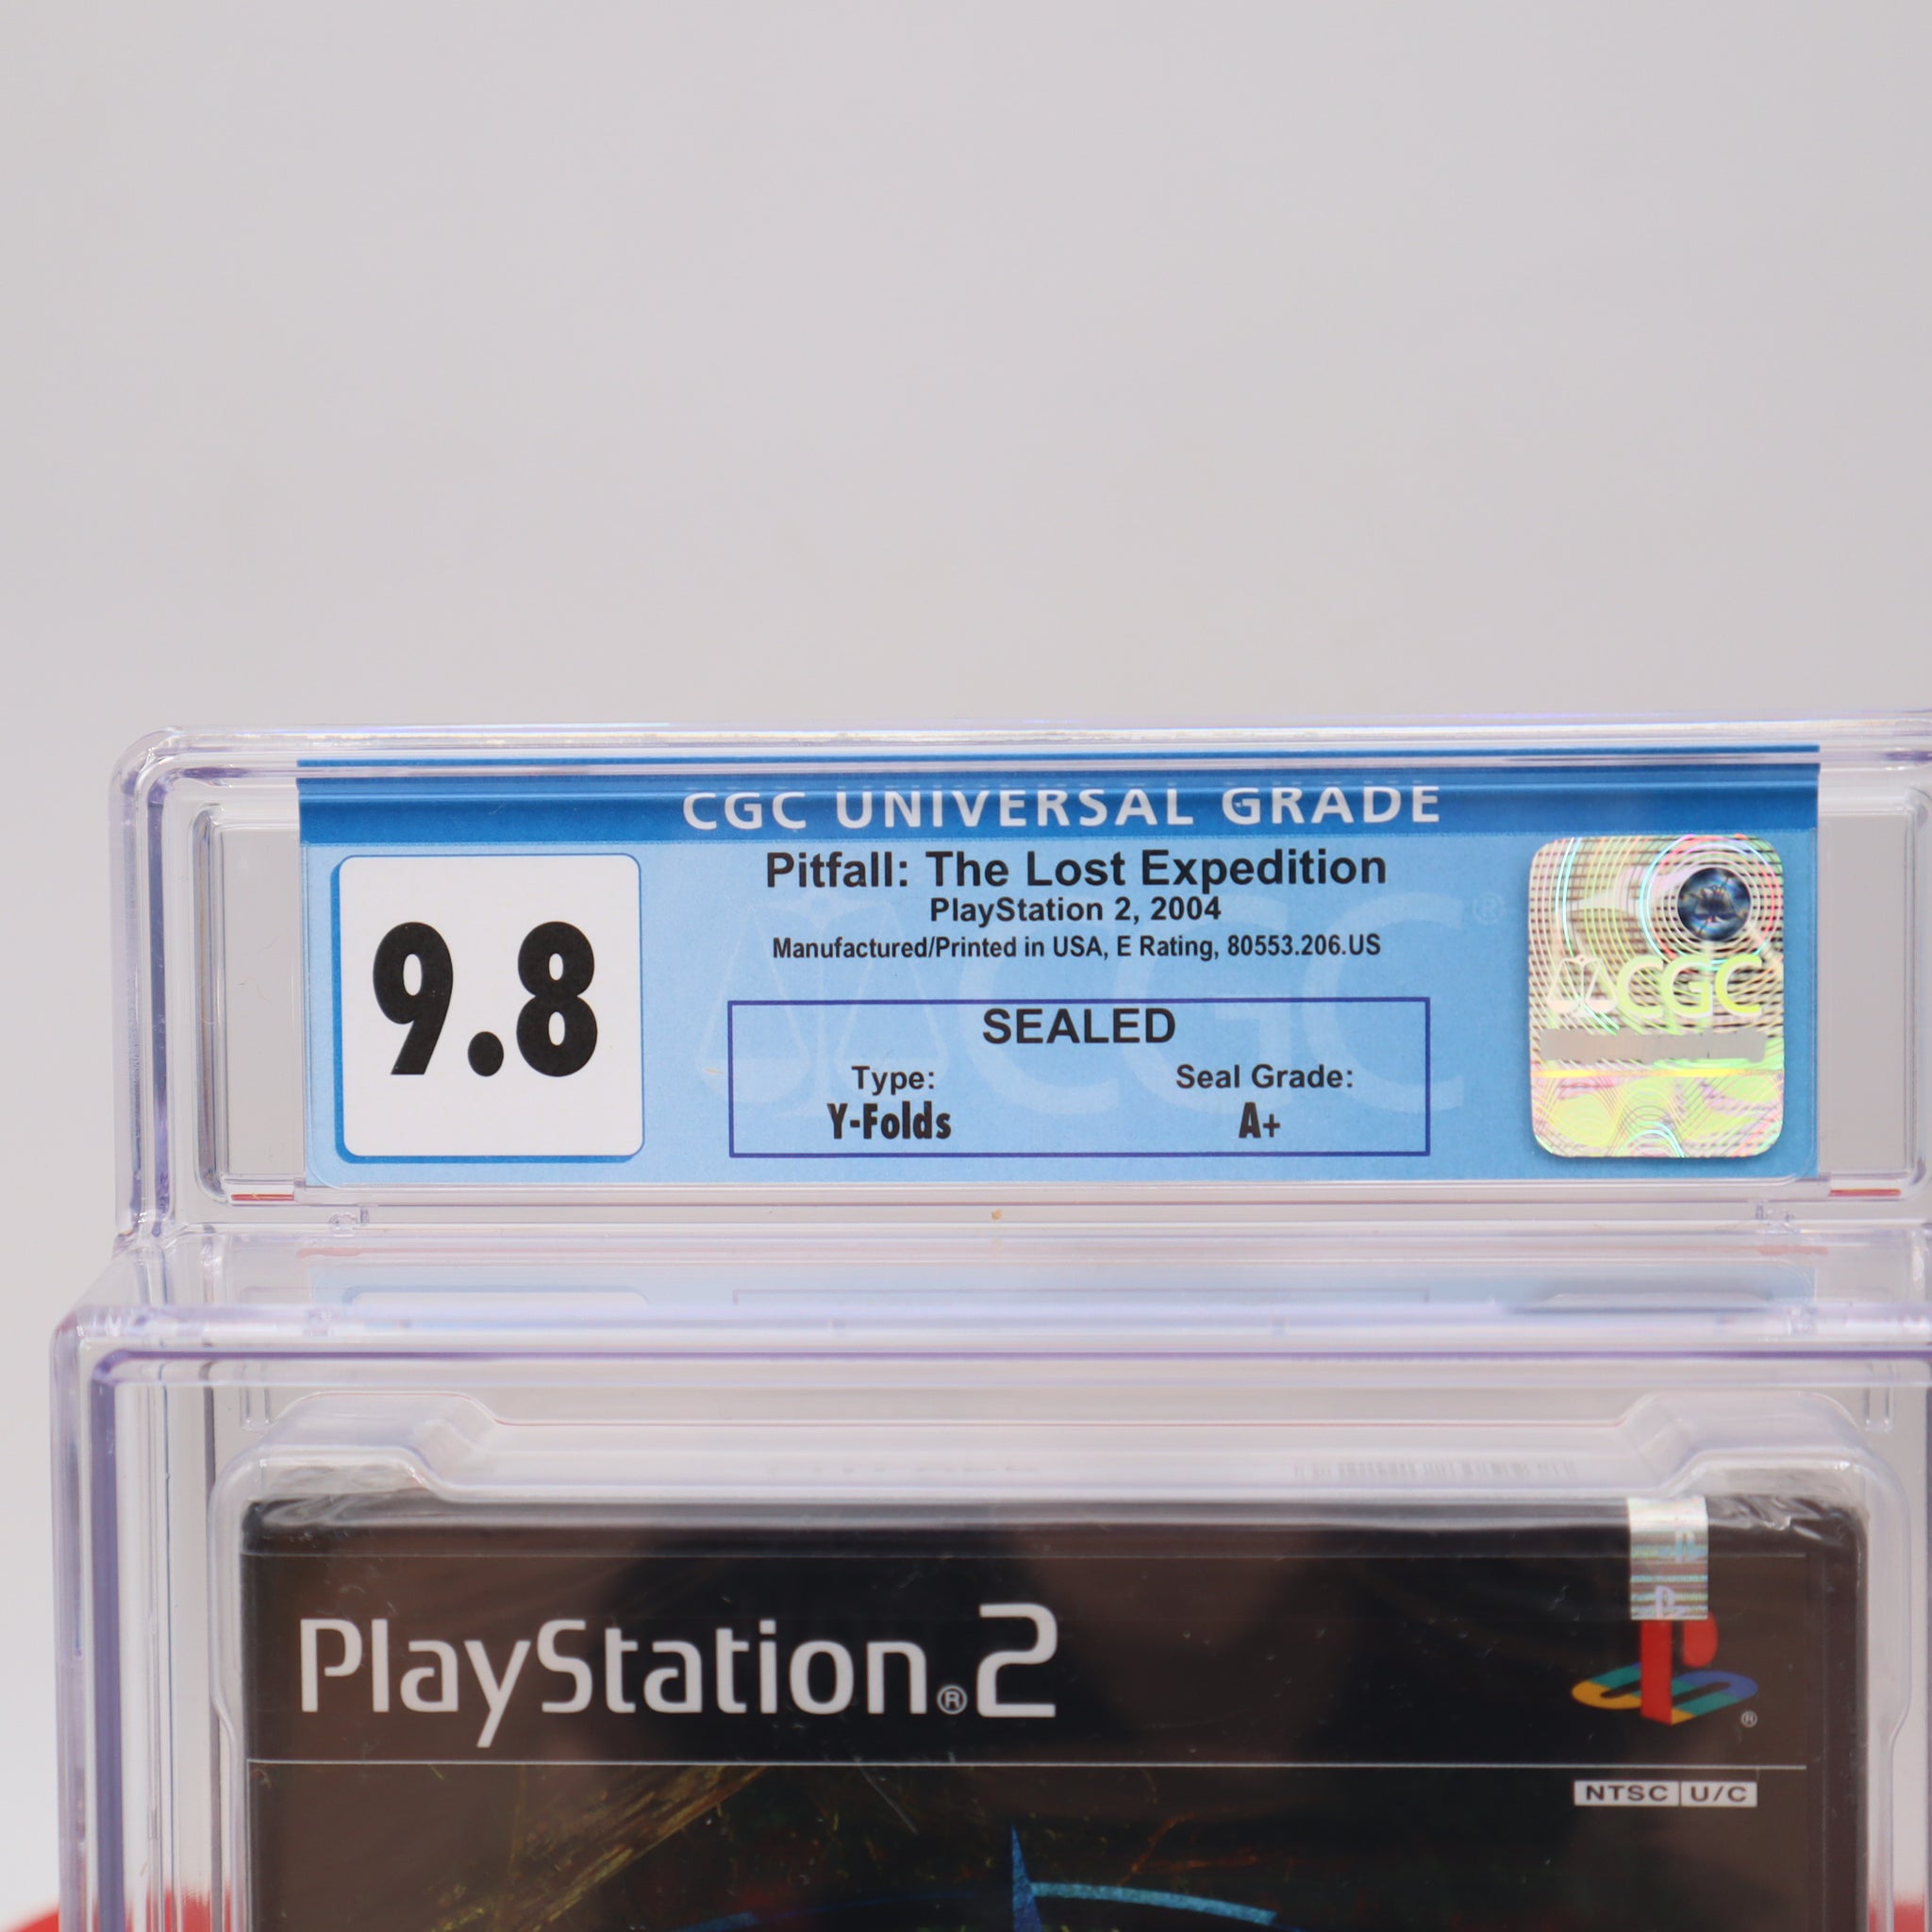 CGC UNIVERSAL GRADE
9.8
Pitfall: The Lost Expedition
PlayStation 2, 2004
Manufactured/Printed in USA, E Rating, 80553.206.US
SEALED
Type: Seal Grade:
Y-Folds A+
CGC
CGC ®
PlayStation®2
®
NTSC U/C